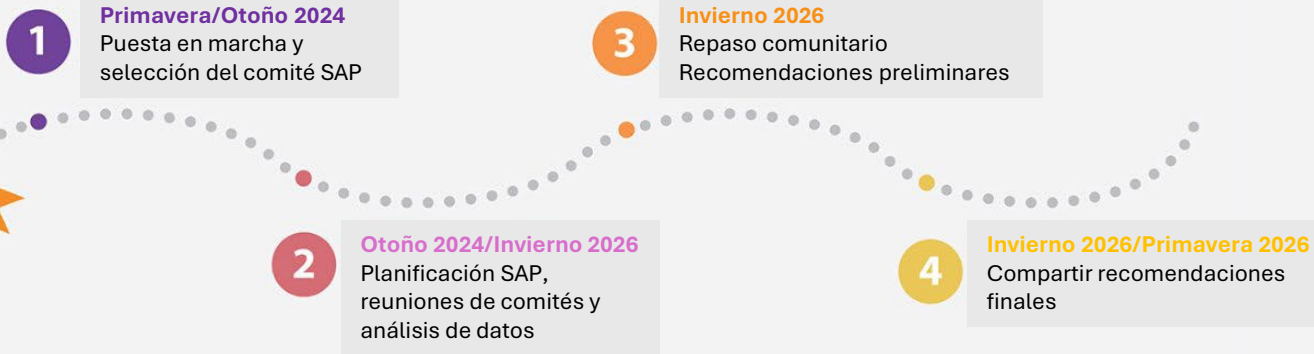 1
Primavera/Otoño 2024
Puesta en marcha y
selección del comité SAP
2
Otoño 2024/Invierno 2026
Planificación SAP,
reuniones de comités y
análisis de datos
3
Invierno 2026
Repaso comunitario
Recomendaciones preliminares
4
Invierno 2026/Primavera 2026
Compartir recomendaciones
finales